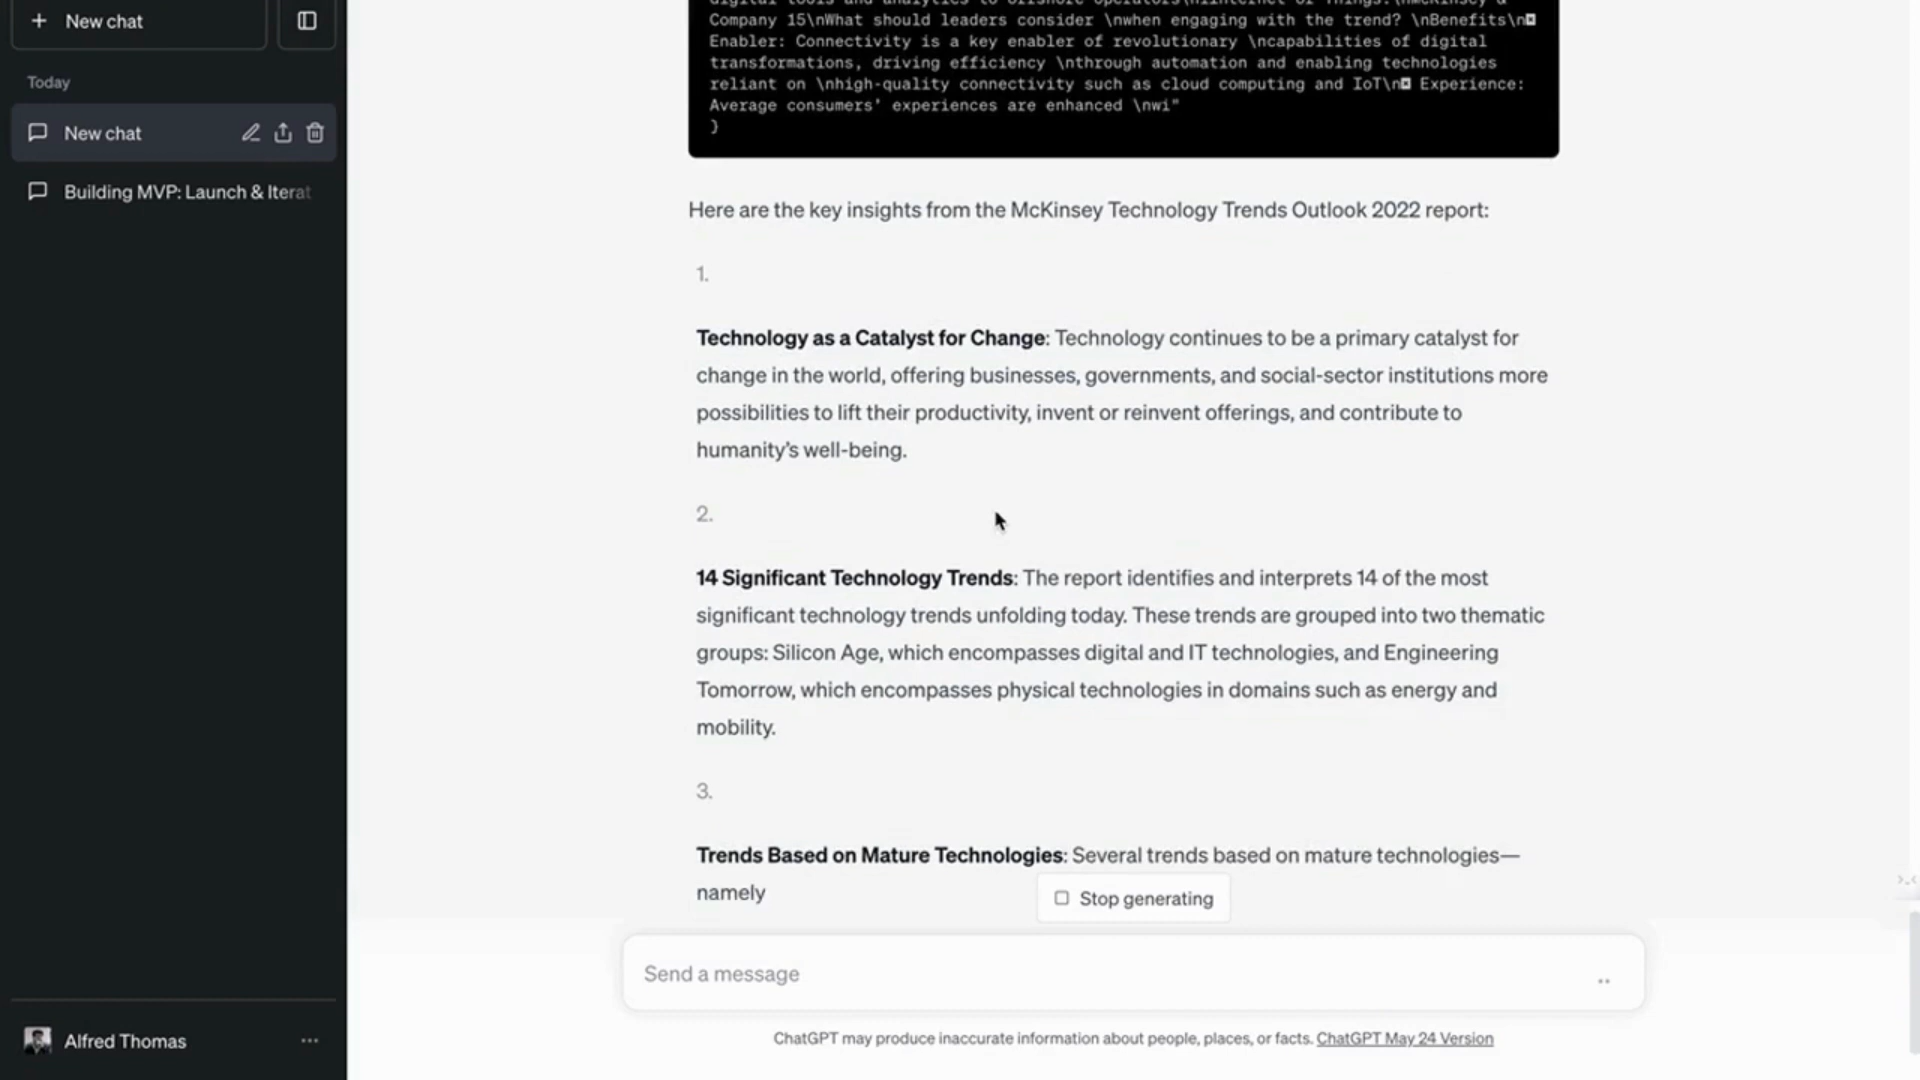 New chat
Today
New chat
Building MVP: Launch & Iterat
Alfred Thomas
Company 15\nWhat should leaders consider \nwhen engaging with the trend? \nBenefits\n
Enabler: Connectivity is a key enabler of revolutionary \ncapabilities of digital
transformations, driving efficiency \nthrough automation and enabling technologies
reliant on \nhigh-quality connectivity such as cloud computing and IoT\n Experience:
Average consumers' experiences are enhanced \nwi"
}
Here are the key insights from the McKinsey Technology Trends Outlook 2022 report:
1.
Technology as a Catalyst for Change: Technology continues to be a primary catalyst for
change in the world, offering businesses, governments, and social-sector institutions more
possibilities to lift their productivity, invent or reinvent offerings, and contribute to
humanity's well-being.
2.
14 Significant Technology Trends: The report identifies and interprets 14 of the most
significant technology trends unfolding today. These trends are grouped into two thematic
groups: Silicon Age, which encompasses digital and IT technologies, and Engineering
Tomorrow, which encompasses physical technologies in domains such as energy and
mobility.
3.
Trends Based on Mature Technologies: Several trends based on mature technologies—
namely
Stop generating
Send a message
ChatGPT may produce inaccurate information about people, places, or facts. ChatGPT May 24 Version